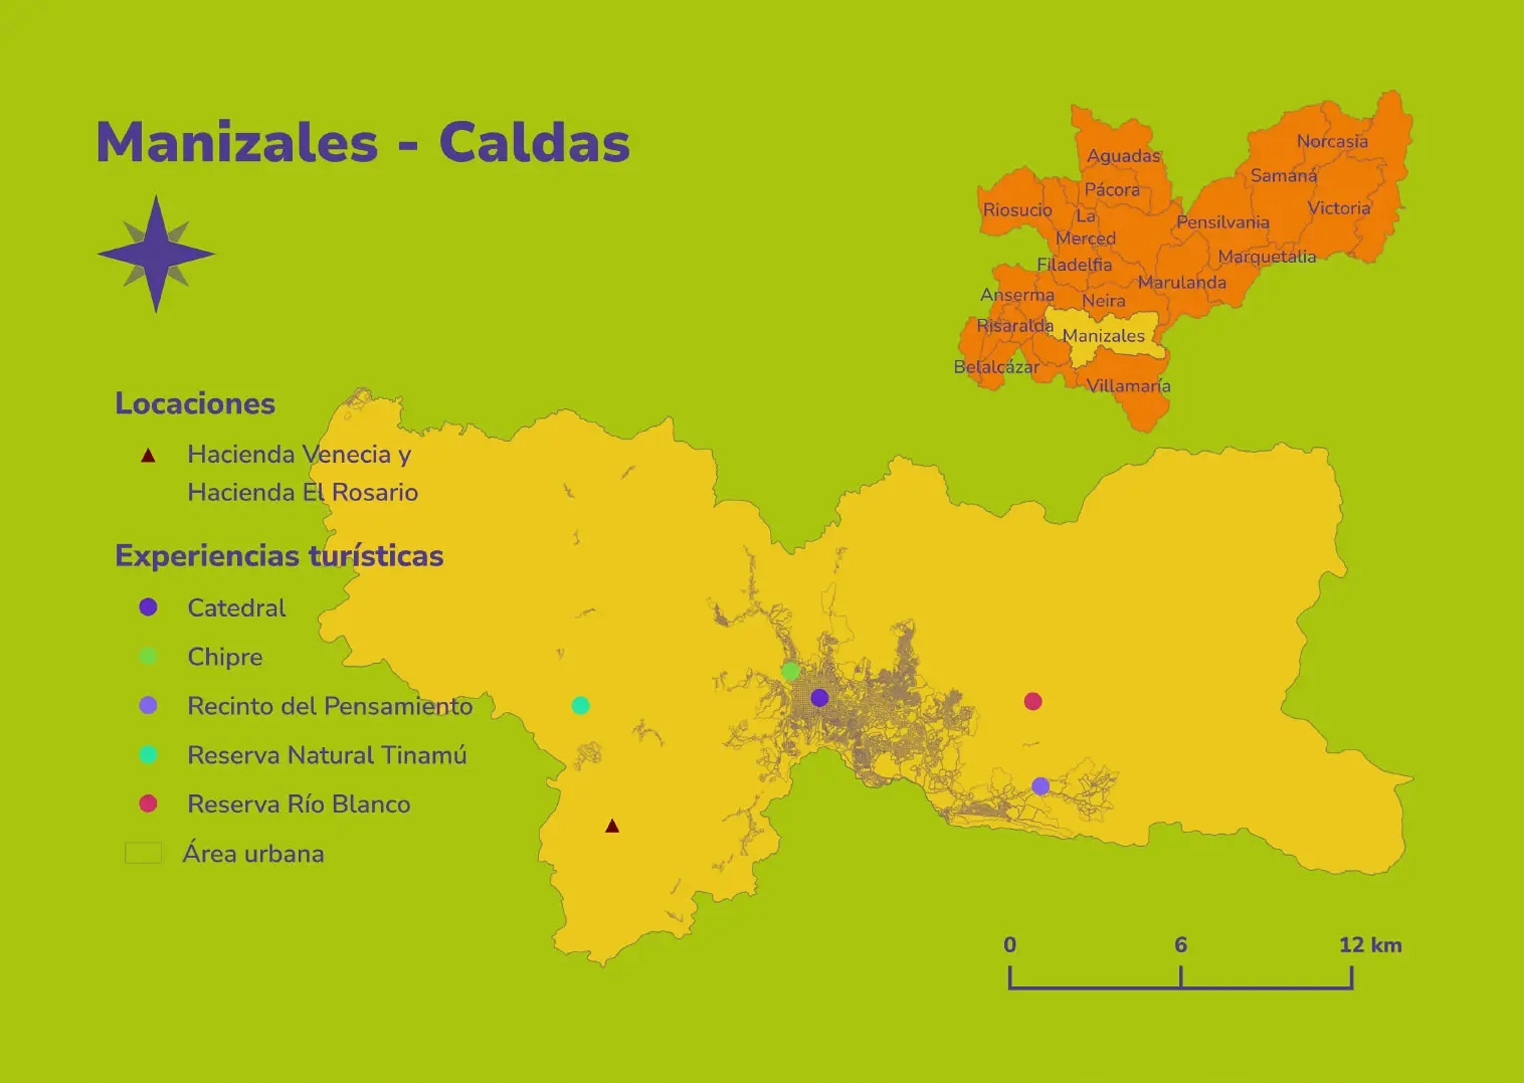 Manizales - Caldas
Aguadas
Norcasia
Samaná
Pácora
Riosucio
La
Merced
Pensilvania
Victoria
Filadelfia
Marquetalia
Marulanda
Anserma
Neira
Risaralda
Manizales
Belalcázar
Villamaría
Locaciones
Hacienda Venecia y
Hacienda El Rosario
Experiencias turísticas
Catedral
Chipre
Recinto del Pensamiento
Reserva Natural Tinamú
Reserva Río Blanco
Área urbana
0 6 12 km